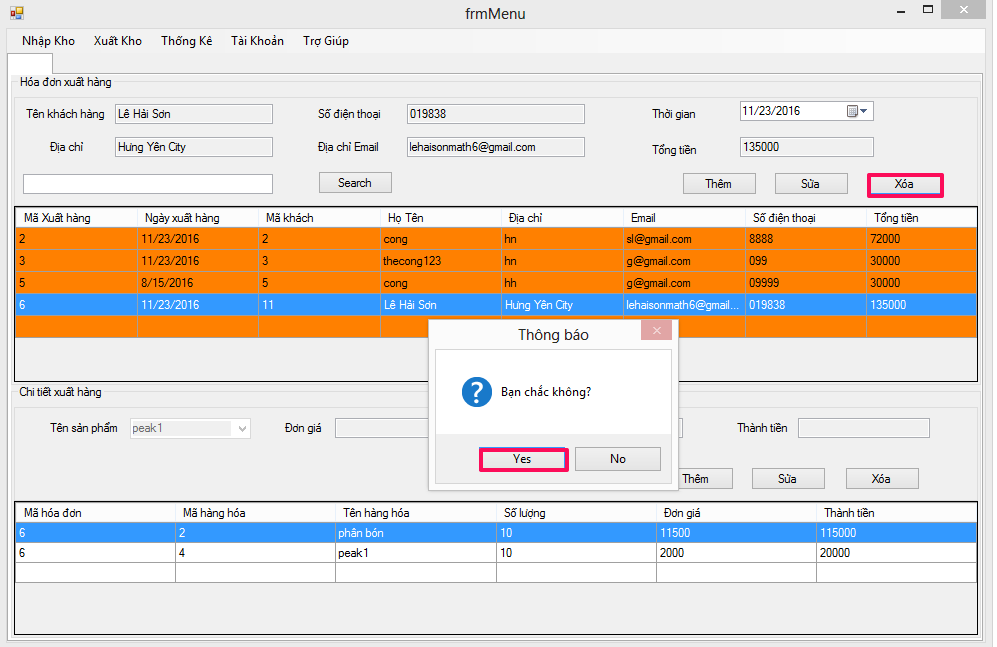 frmMenu
Nhập Kho Xuất Kho Thống Kê Tài Khoản Trợ Giúp
Hóa đơn xuất hàng
Tên khách hàng Lê Hải Sơn Số điện thoại 019838 Thời gian 11/23/2016
Địa chỉ Hưng Yên City Địa chỉ Email lehaisonmath6@gmail.com Tổng tiền 135000
Search Thêm Sửa Xóa
Mã Xuất hàng Ngày xuất hàng Mã khách Họ Tên Địa chỉ Email Số điện thoại Tổng tiền
2 11/23/2016 2 cong hn sl@gmail.com 8888 72000
3 11/23/2016 3 thecong123 hn g@gmail.com 099 30000
5 8/15/2016 5 cong hh g@gmail.com 09999 30000
6 11/23/2016 11 Lê Hải Sơn Hưng Yên City lehaisonmath6@gmail... 019838 135000
Thông báo
Bạn chắc không?
Yes No
Chi tiết xuất hàng
Tên sản phẩm peak1 Đơn giá Thành tiền
Thêm Sửa Xóa
Mã hóa đơn Mã hàng hóa Tên hàng hóa Số lượng Đơn giá Thành tiền
6 2 phân bón 10 11500 115000
6 4 peak1 10 2000 20000